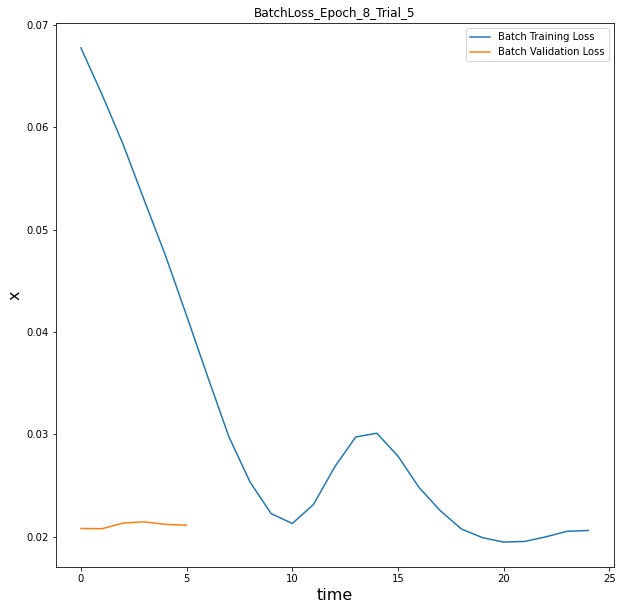 BatchLoss_Epoch_8_Trial_5
Batch Training Loss
Batch Validation Loss
0.07
0.06
0.05
0.04
0.03
0.02
x
0
5
10
15
20
25
time